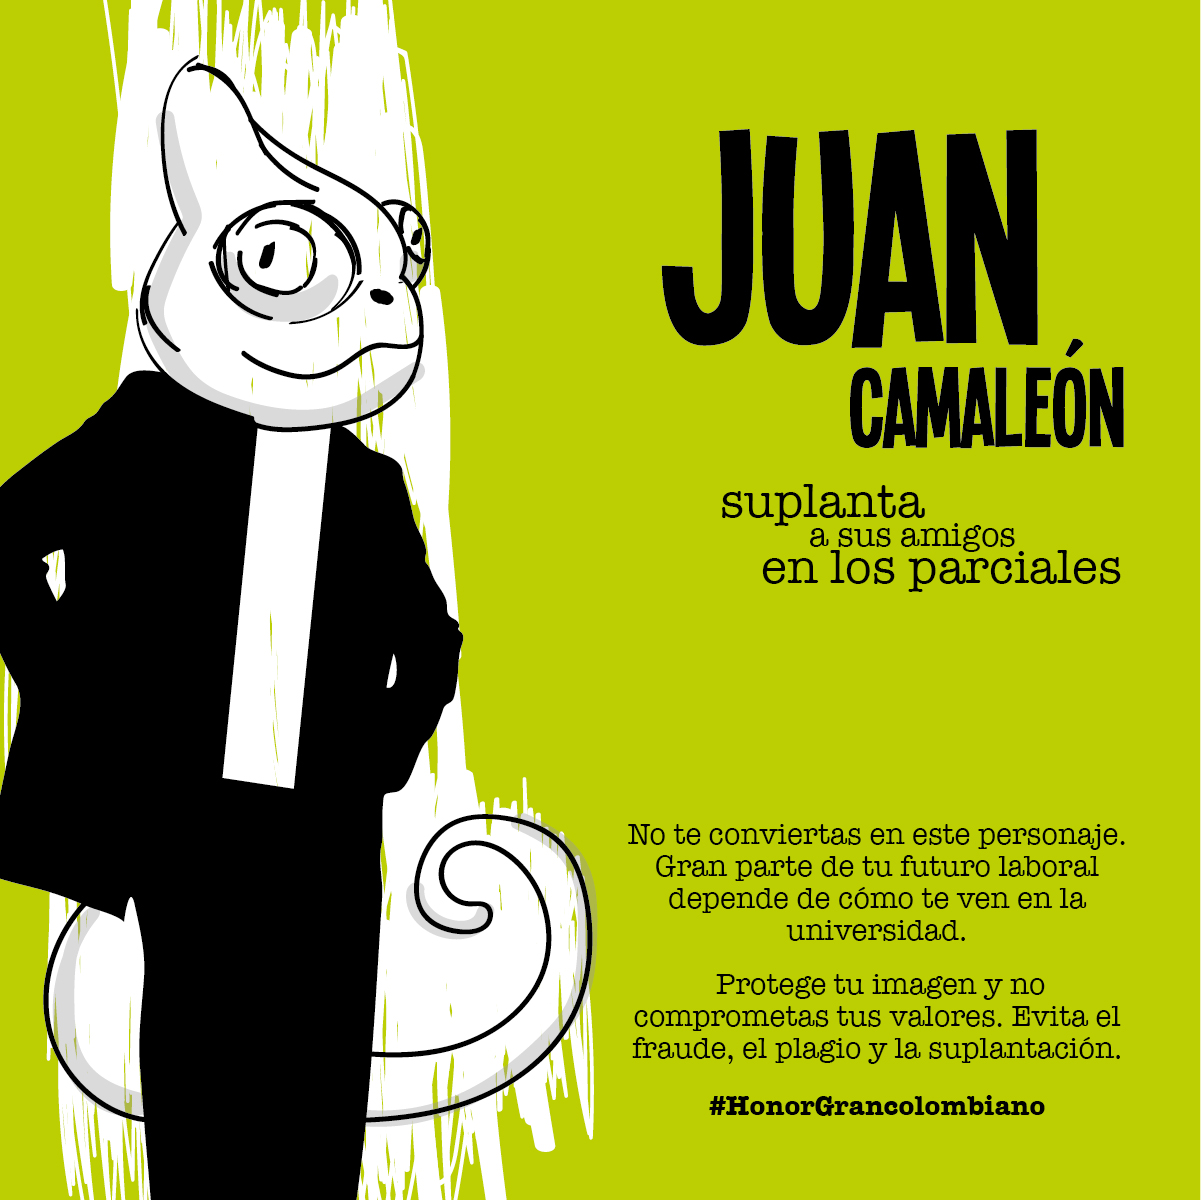 JUAN
CAMALEÓN
suplanta
a sus amigos
en los parciales
No te conviertas en este personaje.
Gran parte de tu futuro laboral
depende de cómo te ven en la
universidad.
Protege tu imagen y no
comprometas tus valores. Evita el
fraude, el plagio y la suplantación.
#HonorGrancolombiano